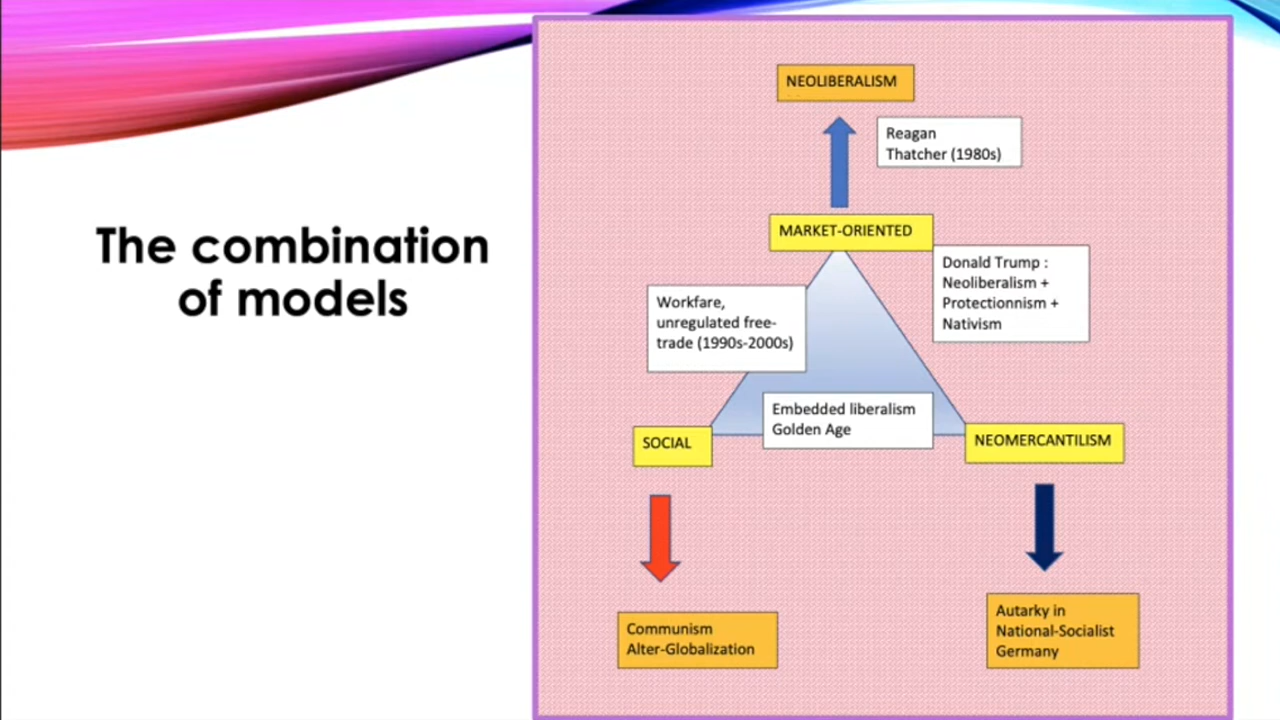 The combination
of models
NEOLIBERALISM
Reagan
Thatcher (1980s)
MARKET-ORIENTED
Donald Trump :
Neoliberalism +
Protectionnism +
Nativism
Workfare,
unregulated free-
trade (1990s-2000s)
Embedded liberalism
Golden Age
SOCIAL
NEOMERCANTILISM
Communism
Alter-Globalization
Autarky in
National-Socialist
Germany